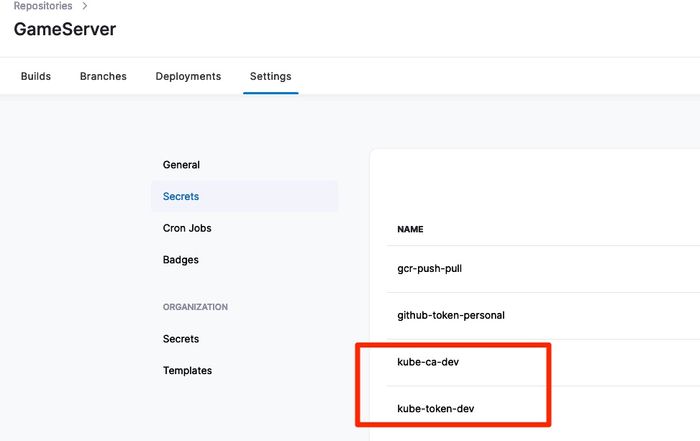 Repositories >
GameServer
Builds Branches Deployments Settings
General
Secrets
Cron Jobs
Badges
ORGANIZATION
Secrets
Templates
NAME
gcr-push-pull
github-token-personal
kube-ca-dev
kube-token-dev